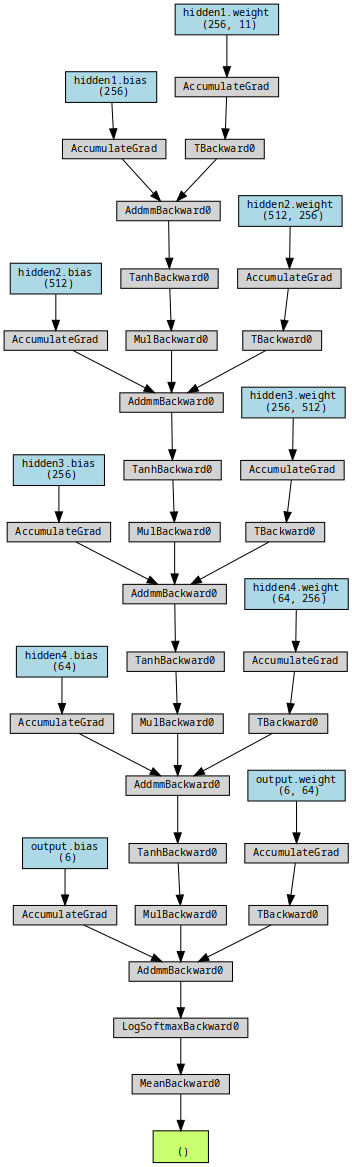 hidden1.weight
(256, 11)
hidden1.bias
(256)
AccumulateGrad
AccumulateGrad
TBackward0
AddmmBackward0
hidden2.weight
(512, 256)
hidden2.bias
(512)
TanhBackward0
AccumulateGrad
AccumulateGrad
MulBackward0
TBackward0
AddmmBackward0
hidden3.weight
(256, 512)
hidden3.bias
(256)
TanhBackward0
AccumulateGrad
AccumulateGrad
MulBackward0
TBackward0
AddmmBackward0
hidden4.weight
(64, 256)
hidden4.bias
(64)
TanhBackward0
AccumulateGrad
AccumulateGrad
MulBackward0
TBackward0
AddmmBackward0
output.weight
(6, 64)
output.bias
(6)
TanhBackward0
AccumulateGrad
AccumulateGrad
MulBackward0
TBackward0
AddmmBackward0
LogSoftmaxBackward0
MeanBackward0
()